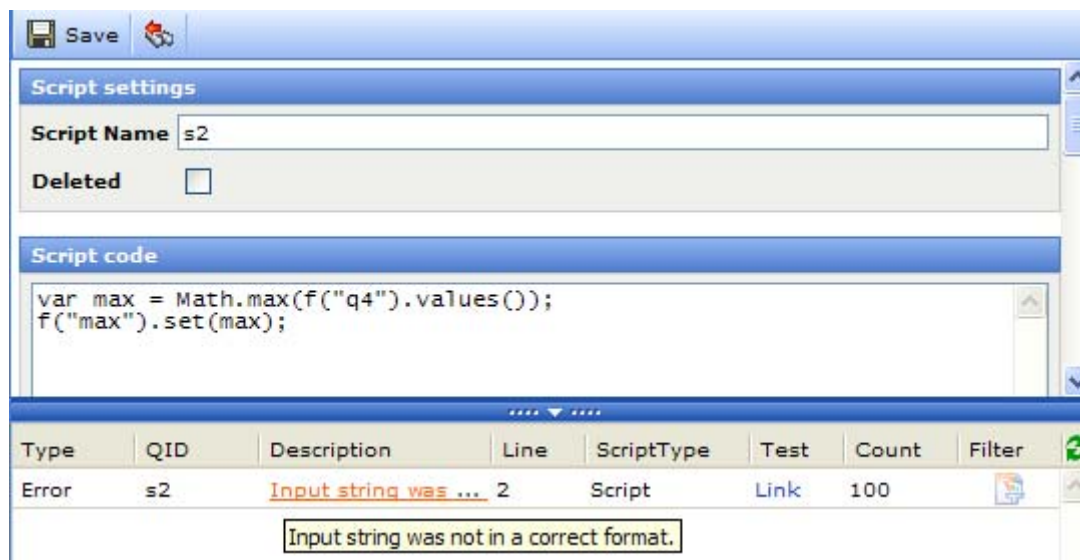 Save
Script settings
Script Name s2
Deleted
Script code
var max = Math.max(f("q4").values());
f("max").set(max);
Type QID Description Line ScriptType Test Count Filter
Error s2 Input string was ... 2 Script Link 100
Input string was not in a correct format.